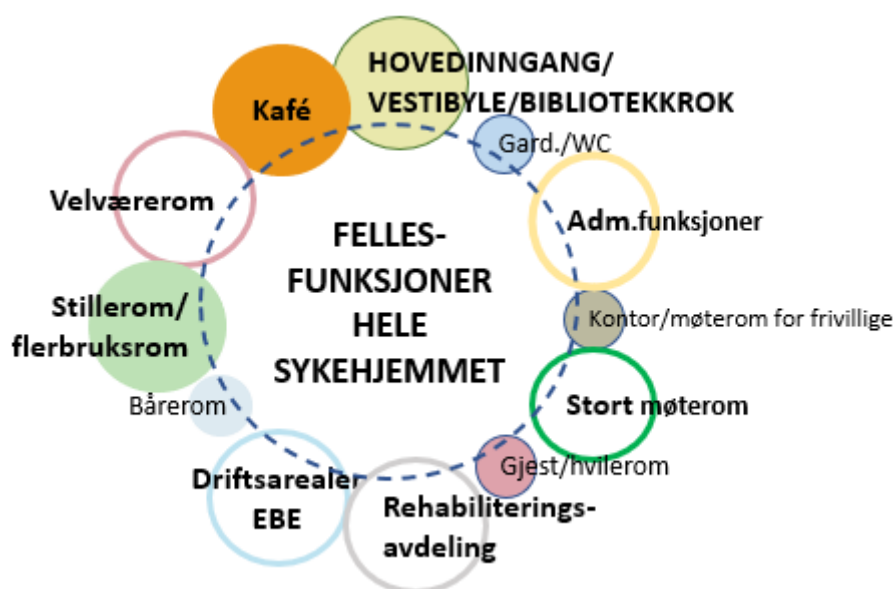 HOVEDINNGANG/
VESTIBYLE/BIBLIOTEKKROK
Kafé
Gard./WC
Velværerom
Adm.funksjoner
FELLES-
FUNKSJONER
HELE
SYKEHJEMMET
Stillerom/
flerbruksrom
Kontor/møterom for frivillige
Bårerom
Stort møterom
Gjest/hvilerom
Driftsarealer
EBE
Rehabiliterings-
avdeling